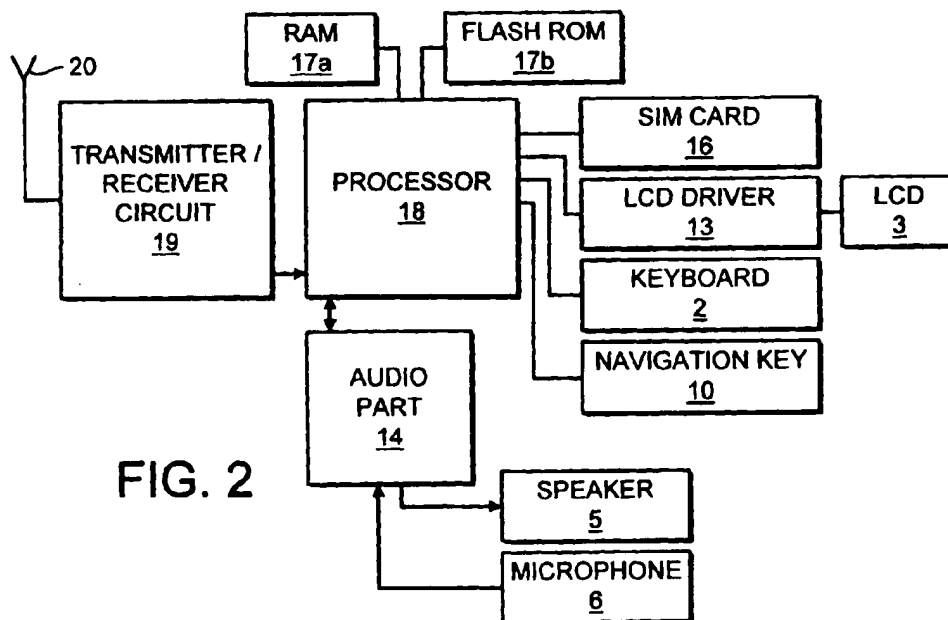 RAM
17a
FLASH ROM
17b
20
TRANSMITTER /
RECEIVER
CIRCUIT
19
PROCESSOR
18
SIM CARD
16
LCD DRIVER
13
LCD
3
KEYBOARD
2
NAVIGATION KEY
10
AUDIO
PART
14
FIG. 2
SPEAKER
5
MICROPHONE
6